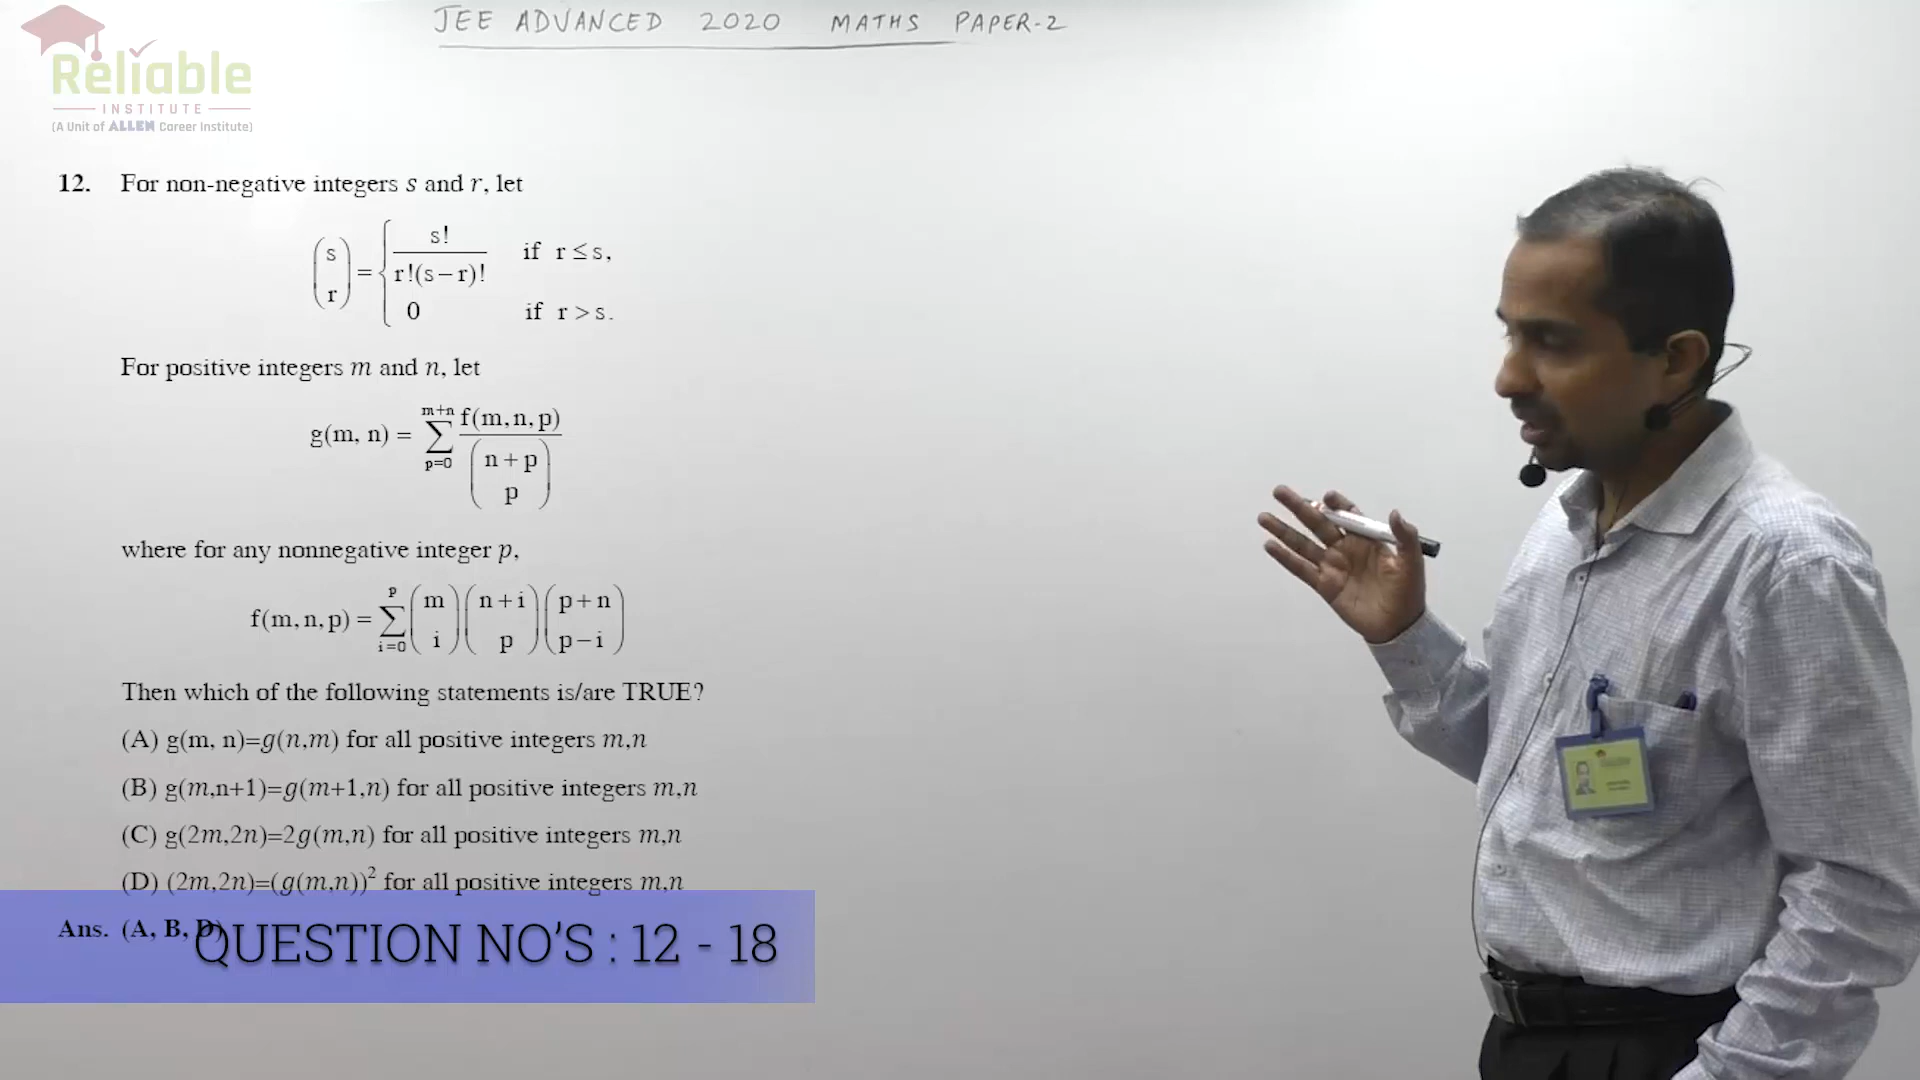 JEE ADVANCED 2020 MATHS PAPER-2
Reliable
INSTITUTE
(A Unit of ALLEN Career Institute)
12. For non-negative integers s and r, let
(s r) = { s!/r!(s−r)! if r ≤ s,
0 if r > s.
For positive integers m and n, let
g(m, n) = ∑_{p=0}^{m+n} f(m,n,p)/(n+p p)
where for any nonnegative integer p,
f(m,n,p) = ∑_{i=0}^{p} (m i)(n+i p)(p+n p−i)
Then which of the following statements is/are TRUE?
(A) g(m, n)=g(n,m) for all positive integers m,n
(B) g(m,n+1)=g(m+1,n) for all positive integers m,n
(C) g(2m,2n)=2g(m,n) for all positive integers m,n
(D) (2m,2n)=(g(m,n))² for all positive integers m,n
Ans. (A, B, D)
QUESTION NO'S : 12 - 18